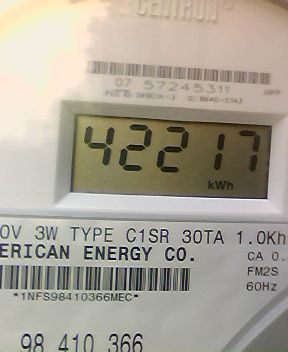 CENTRON®
07 57245311
42217
kWh
0V 3W TYPE C1SR 30TA 1.0Kh
ERICAN ENERGY CO.
CA 0.
FM2S
*1NFS98410366MEC*
60Hz
98 410 366